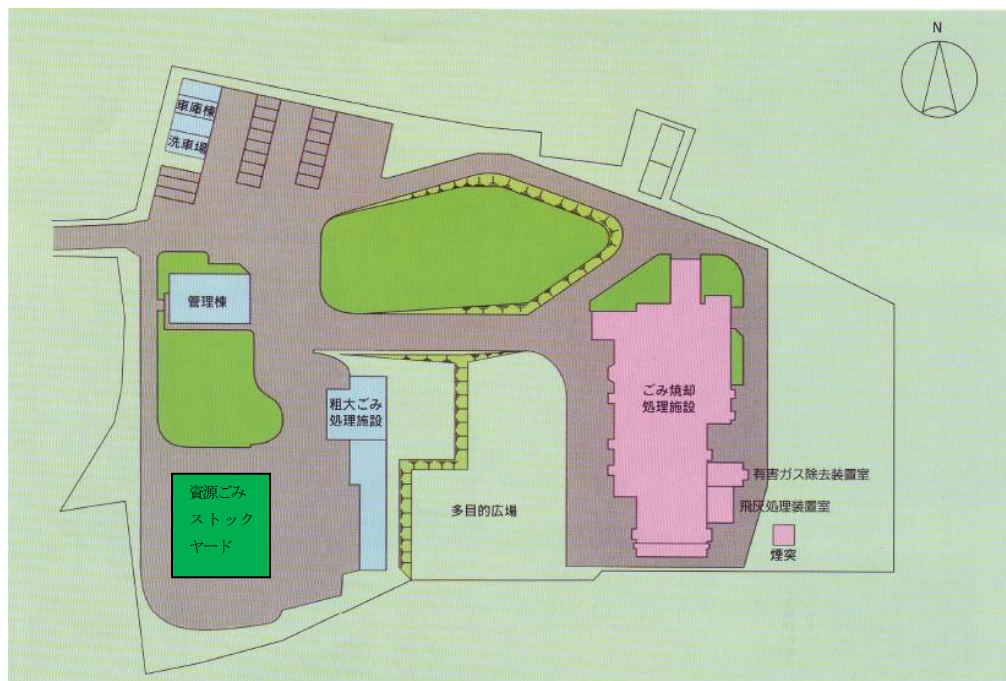 N
車庫棟
洗車場
管理棟
粗大ごみ
処理施設
ごみ焼却
処理施設
有害ガス除去装置室
飛灰処理装置室
煙突
多目的広場
資源ごみ
ストック
ヤード